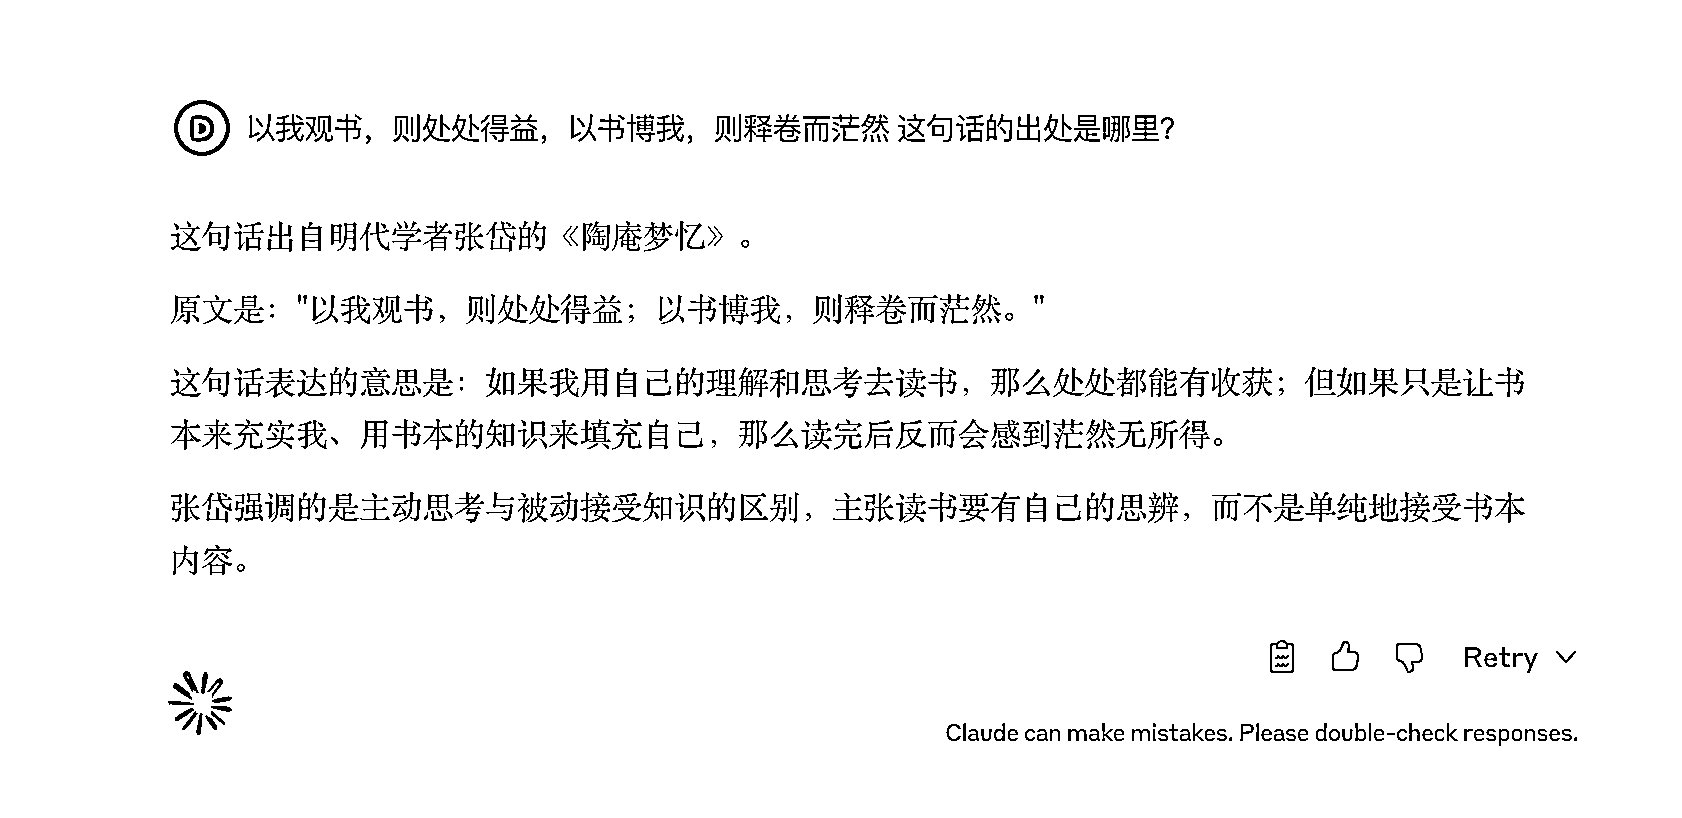 D 以我观书，则处处得益，以书博我，则释卷而茫然 这句话的出处是哪里？
这句话出自明代学者张岱的《陶庵梦忆》。
原文是："以我观书，则处处得益；以书博我，则释卷而茫然。"
这句话表达的意思是：如果我用自己的理解和思考去读书，那么处处都能有收获；但如果只是让书
本来充实我、用书本的知识来填充自己，那么读完后反而会感到茫然无所得。
张岱强调的是主动思考与被动接受知识的区别，主张读书要有自己的思辨，而不是单纯地接受书本
内容。
Retry
Claude can make mistakes. Please double-check responses.